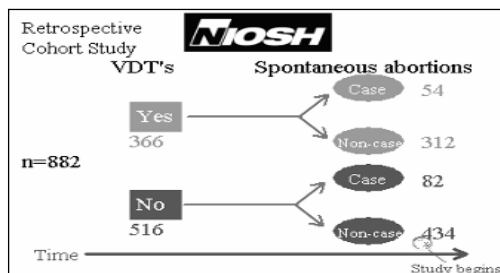 Retrospective
Cohort Study
NIOSH
VDT's
Spontaneous abortions
Case
54
Yes
366
Non-case
312
n=882
Case
82
No
516
Non-case
434
Time
Study begins